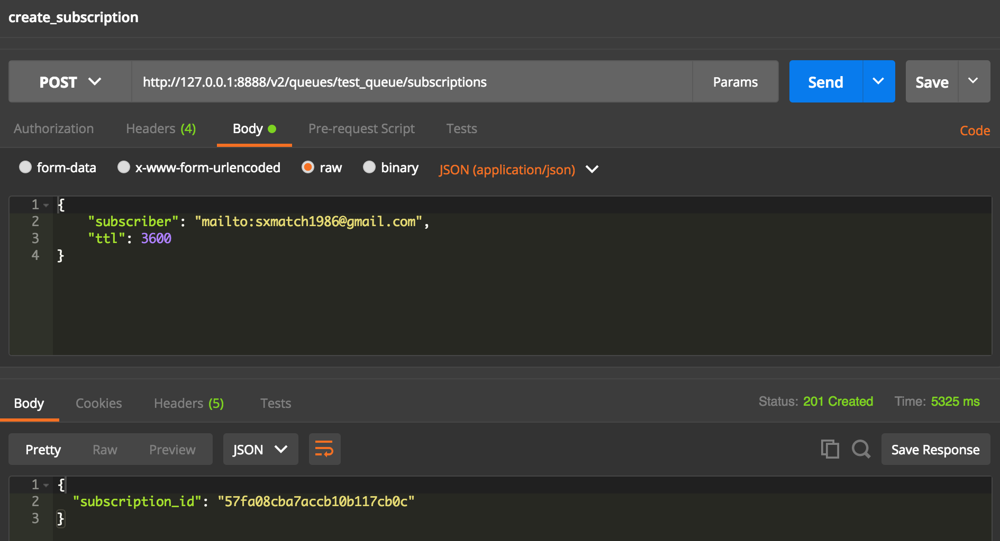 create_subscription
POST http://127.0.0.1:8888/v2/queues/test_queue/subscriptions Params Send Save
Authorization Headers (4) Body Pre-request Script Tests Code
form-data x-www-form-urlencoded raw binary JSON (application/json)
1 {
2 "subscriber": "mailto:sxmatch1986@gmail.com",
3 "ttl": 3600
4 }
Body Cookies Headers (5) Tests Status: 201 Created Time: 5325 ms
Pretty Raw Preview JSON Save Response
1 {
2 "subscription_id": "57fa08cba7accb10b117cb0c"
3 }